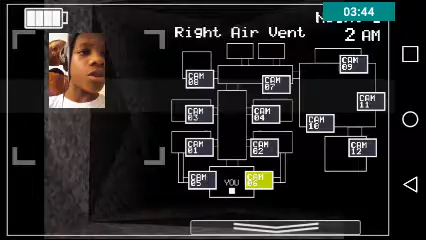 03:44
Right Air Vent
2 AM
CAM 09
CAM 08
CAM 07
CAM 11
CAM 03
CAM 04
CAM 10
CAM 01
CAM 02
CAM 12
CAM 05
YOU
CAM 06